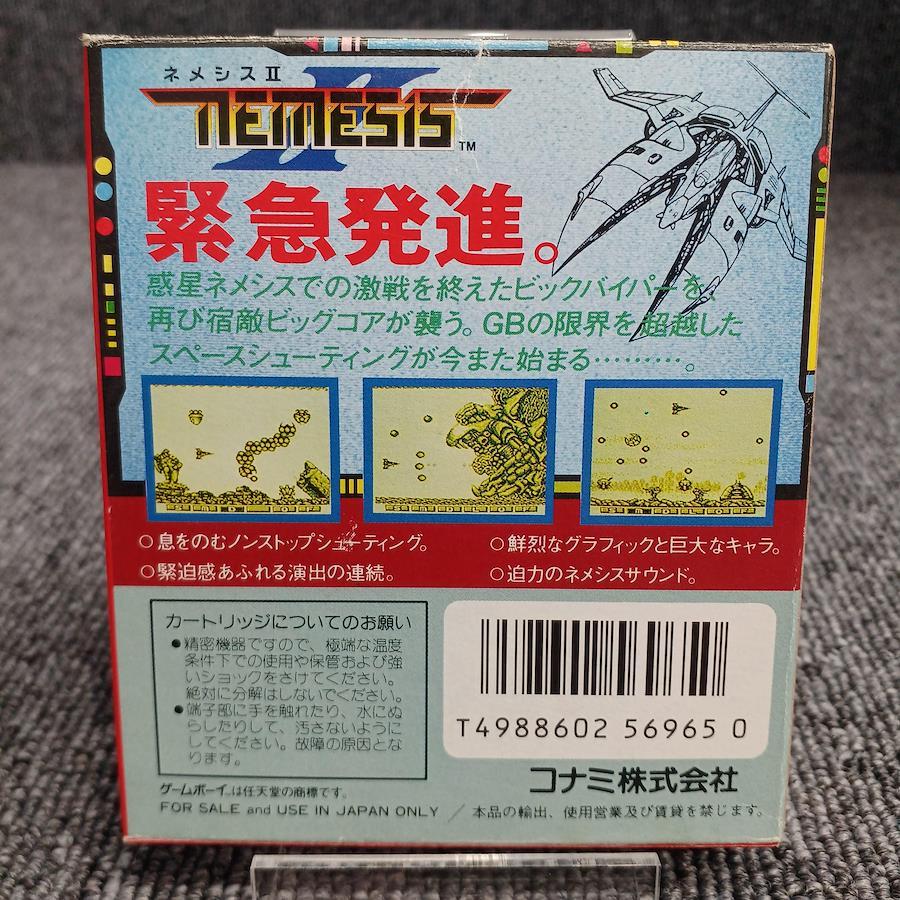 ネメシスII
NEMESIS II™
緊急発進。
惑星ネメシスでの激戦を終えたビックバイパーを、
再び宿敵ビッグコアが襲う。GBの限界を超越した
スペースシューティングが今また始まる………。
○息をのむノンストップシューティング。
○鮮烈なグラフィックと巨大なキャラ。
○緊迫感あふれる演出の連続。
○迫力のネメシスサウンド。
カートリッジについてのお願い
●精密機器ですので、極端な温度
条件下での使用や保管および強
いショックをさけてください。
絶対に分解はしないでください。
●端子部に手を触れたり、水にぬ
らしたりして、汚さないように
してください。故障の原因とな
ります。
T4988602 56965 0
コナミ株式会社
ゲームボーイ™は任天堂の商標です。
FOR SALE and USE IN JAPAN ONLY ／ 本品の輸出、使用営業及び賃貸を禁じます。